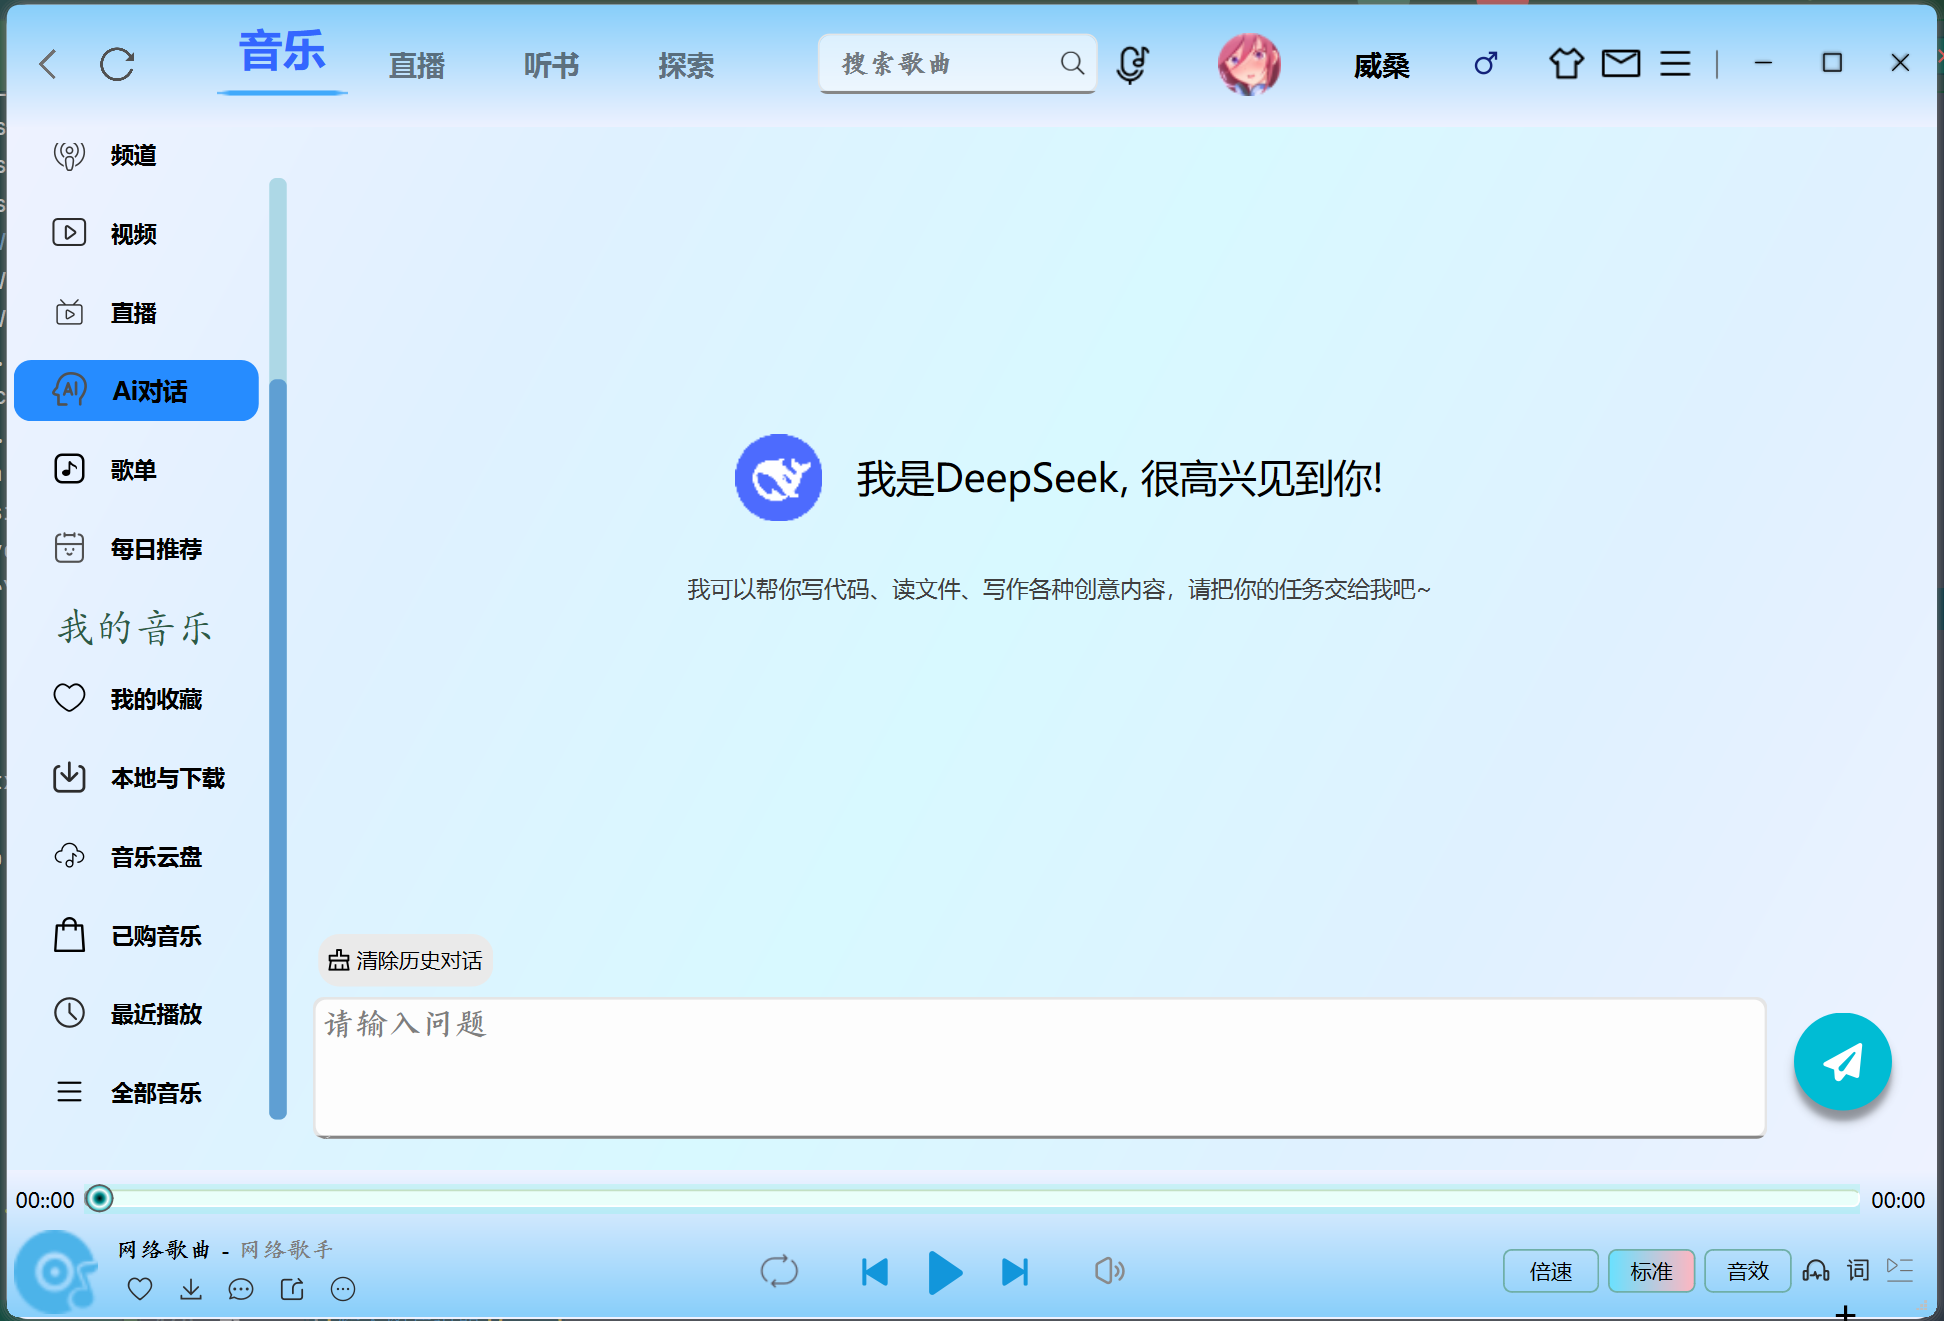 音乐 直播 听书 探索 搜索歌曲 威桑
频道
视频
直播
Ai对话
歌单
每日推荐
我的音乐
我的收藏
本地与下载
音乐云盘
已购音乐
最近播放
全部音乐
我是DeepSeek, 很高兴见到你!
我可以帮你写代码、读文件、写作各种创意内容，请把你的任务交给我吧~
清除历史对话
请输入问题
00::00 00:00
网络歌曲 - 网络歌手
倍速 标准 音效 词